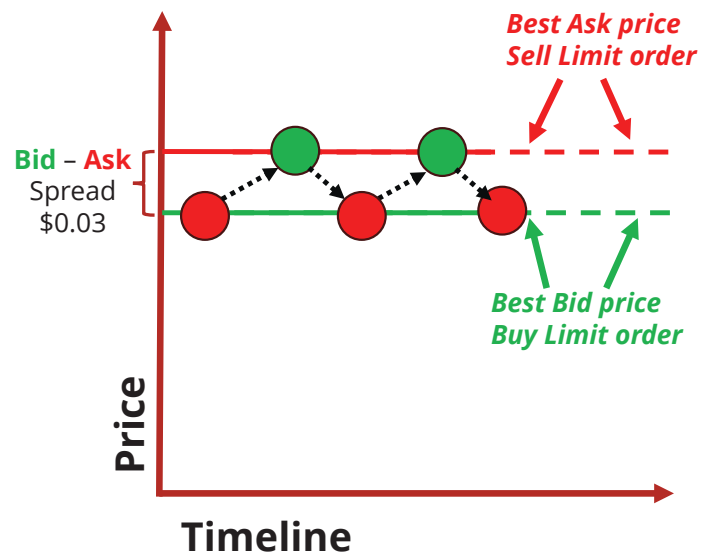 Best Ask price
Sell Limit order
Bid – Ask
Spread
$0.03
Best Bid price
Buy Limit order
Price
Timeline